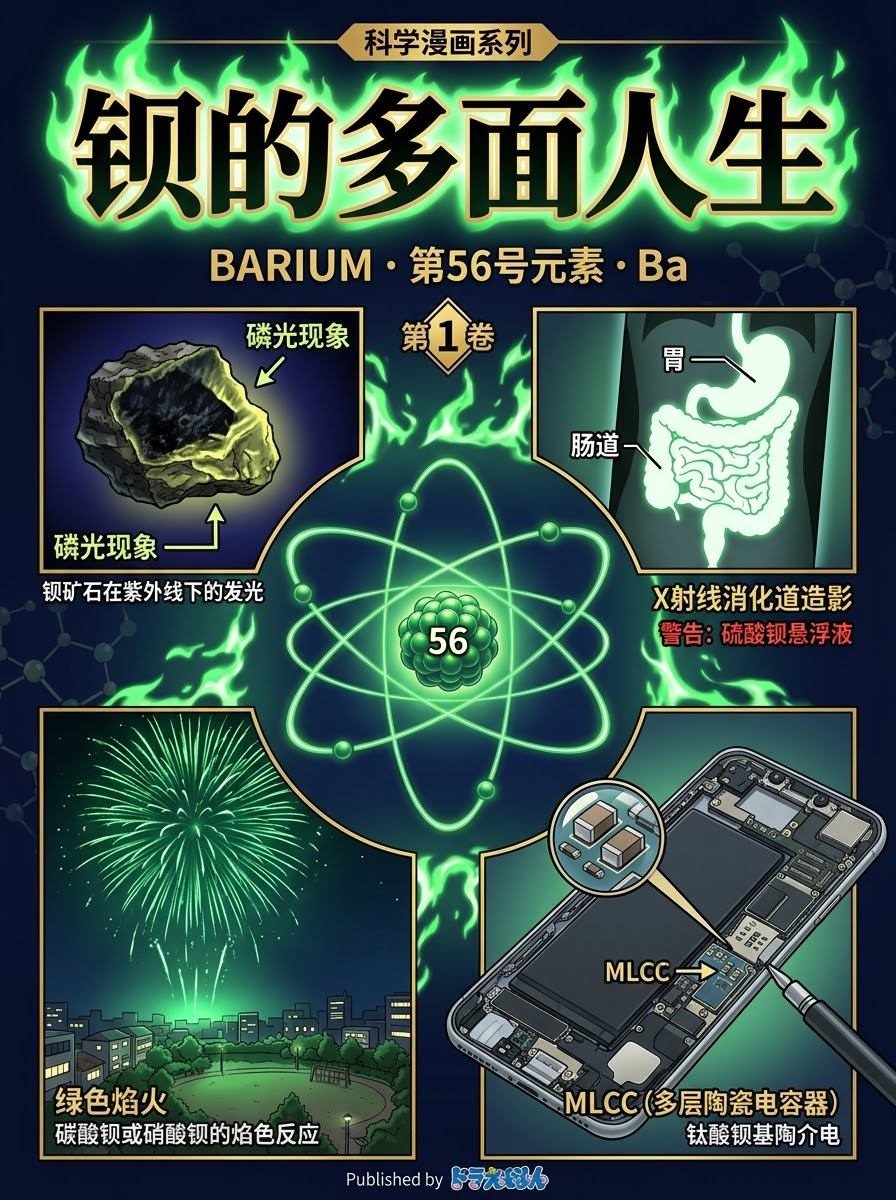 科学漫画系列
钡的多面人生
BARIUM · 第56号元素 · Ba
第1卷
磷光现象
磷光现象
钡矿石在紫外线下的发光
胃
肠道
X射线消化道造影
警告：硫酸钡悬浮液
56
绿色焰火
碳酸钡或硝酸钡的焰色反应
MLCC
MLCC（多层陶瓷电容器）
钛酸钡基陶介电
Published by